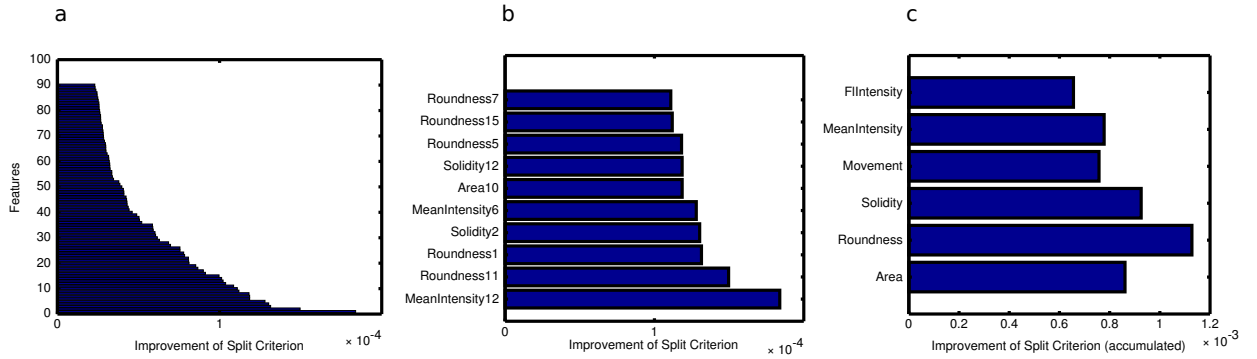 a
100
90
80
70
60
50
40
30
20
10
0
Features
0
1
Improvement of Split Criterion
× 10⁻⁴
b
Roundness7
Roundness15
Roundness5
Solidity12
Area10
MeanIntensity6
Solidity2
Roundness1
Roundness11
MeanIntensity12
0
1
Improvement of Split Criterion
× 10⁻⁴
c
FlIntensity
MeanIntensity
Movement
Solidity
Roundness
Area
0
0.2
0.4
0.6
0.8
1
1.2
Improvement of Split Criterion (accumulated)
× 10⁻³